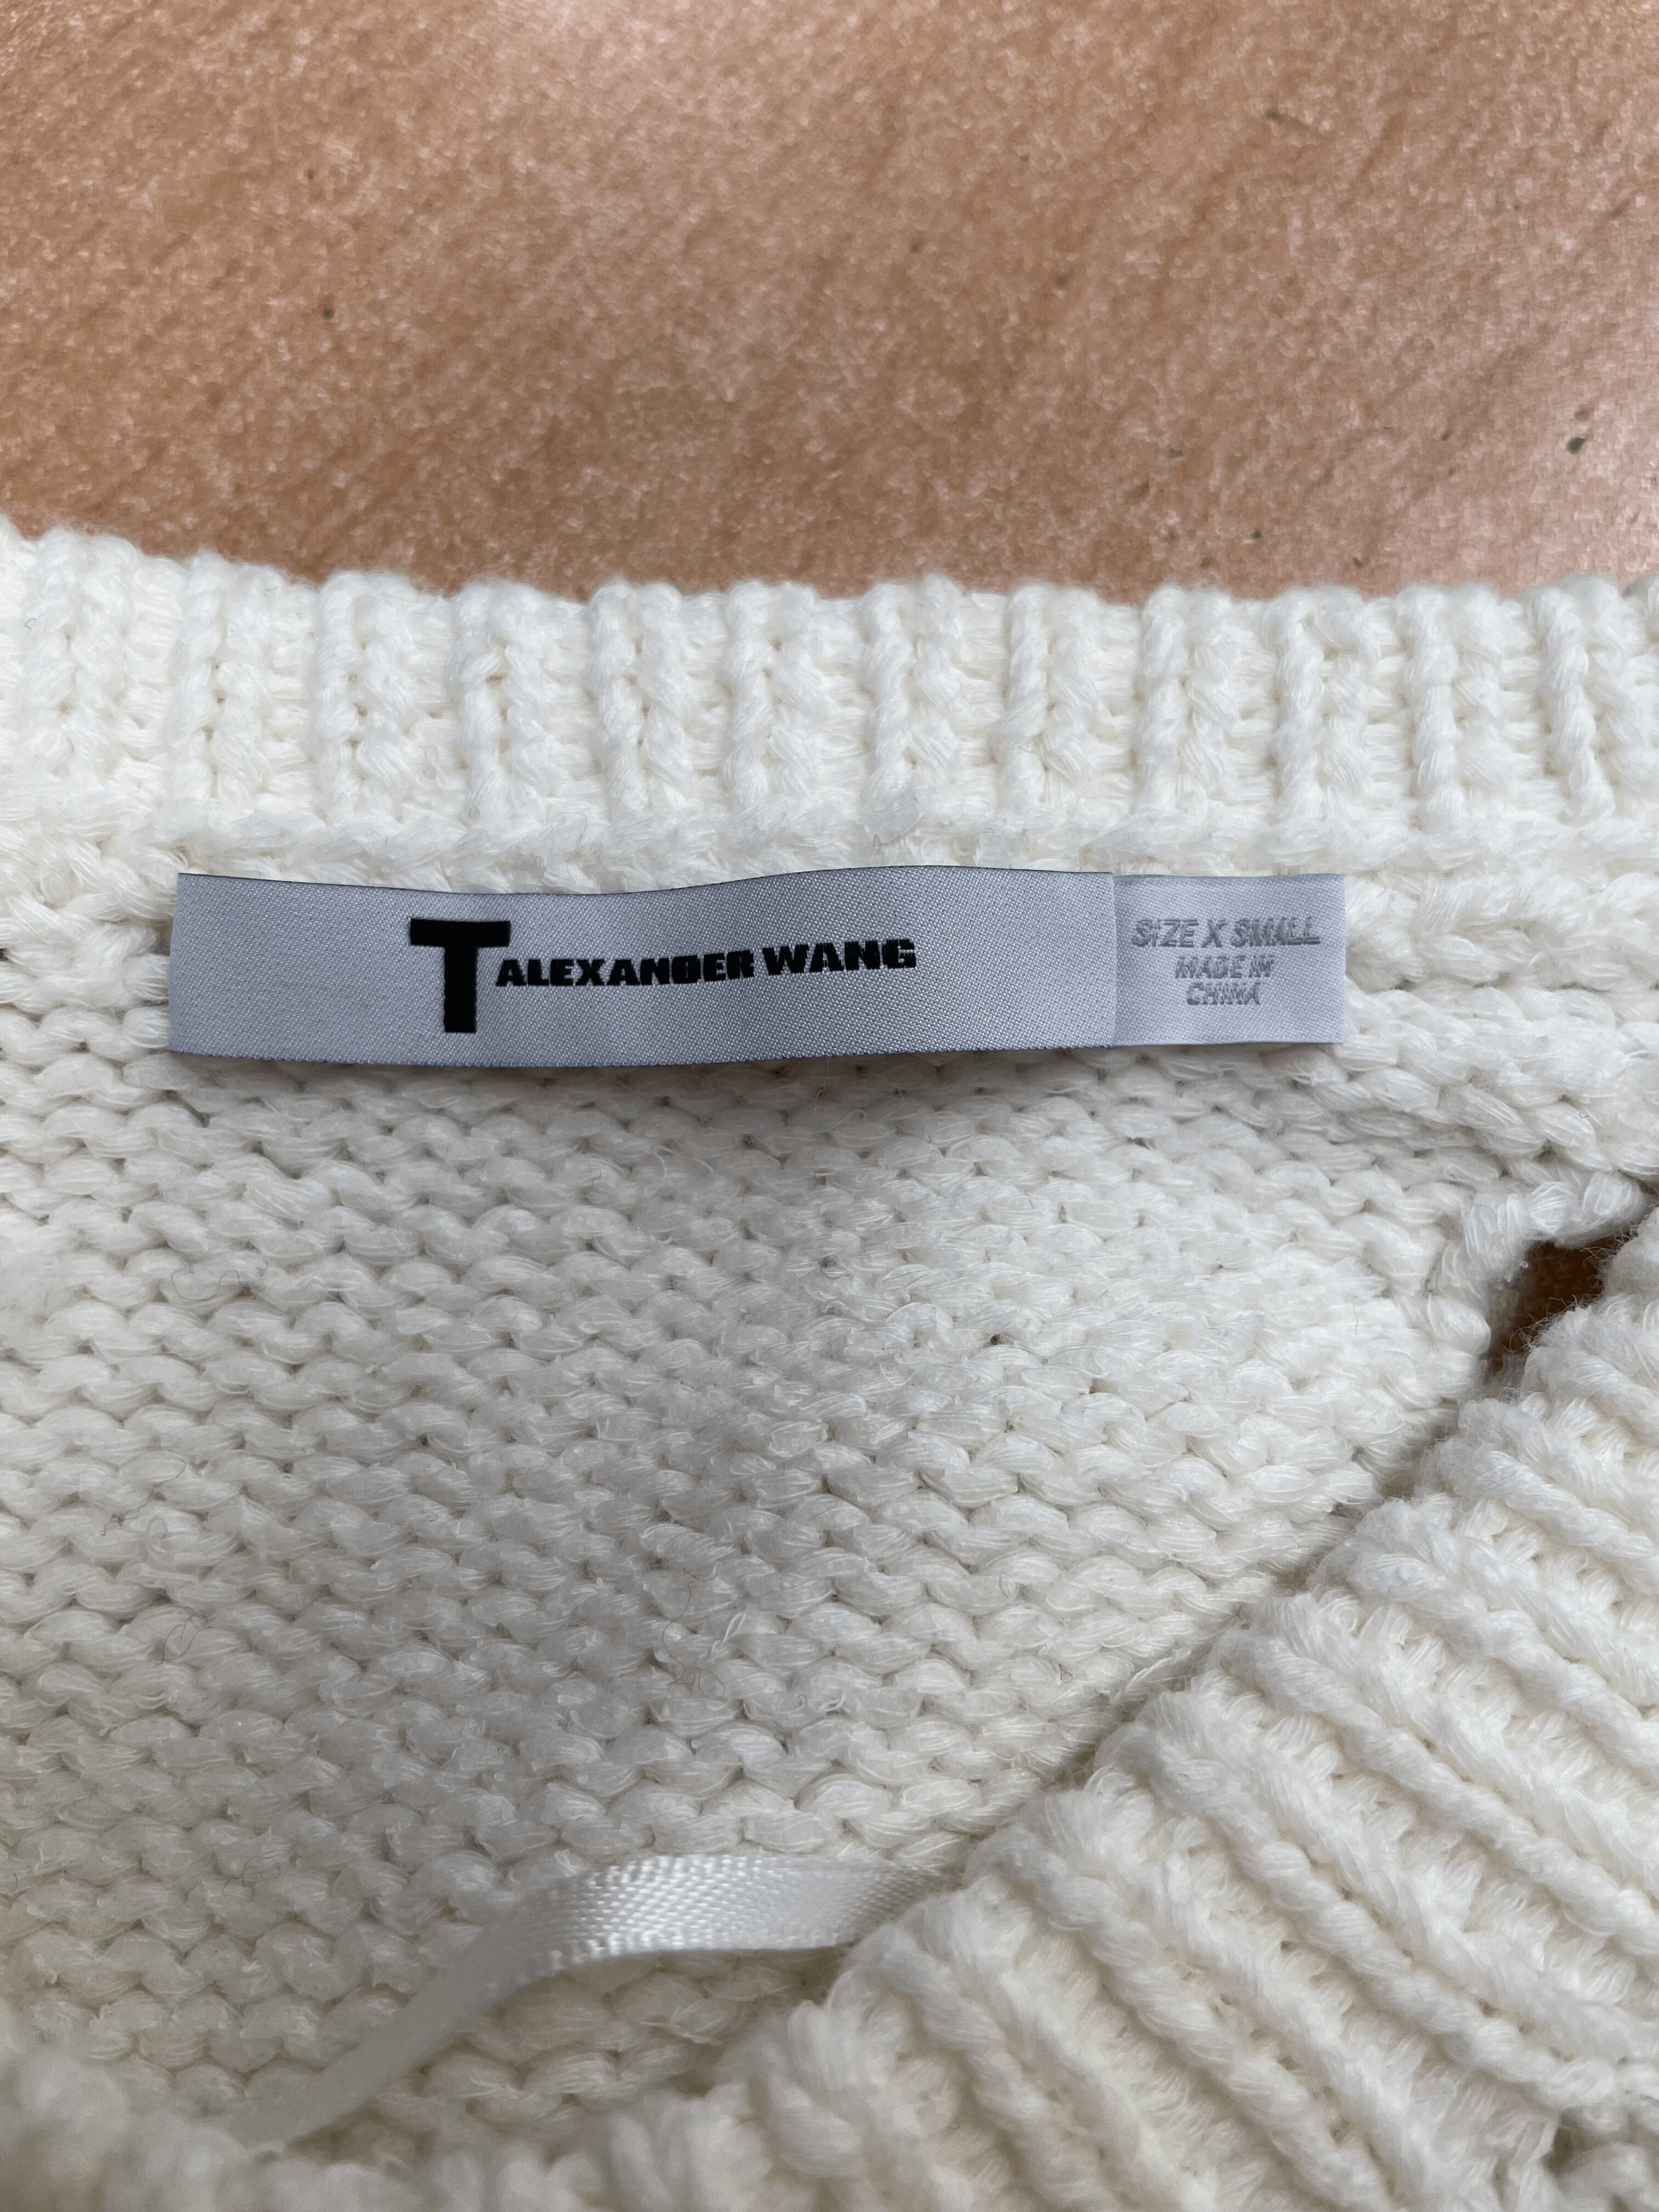 T ALEXANDER WANG
SIZE X SMALL
MADE IN
CHINA